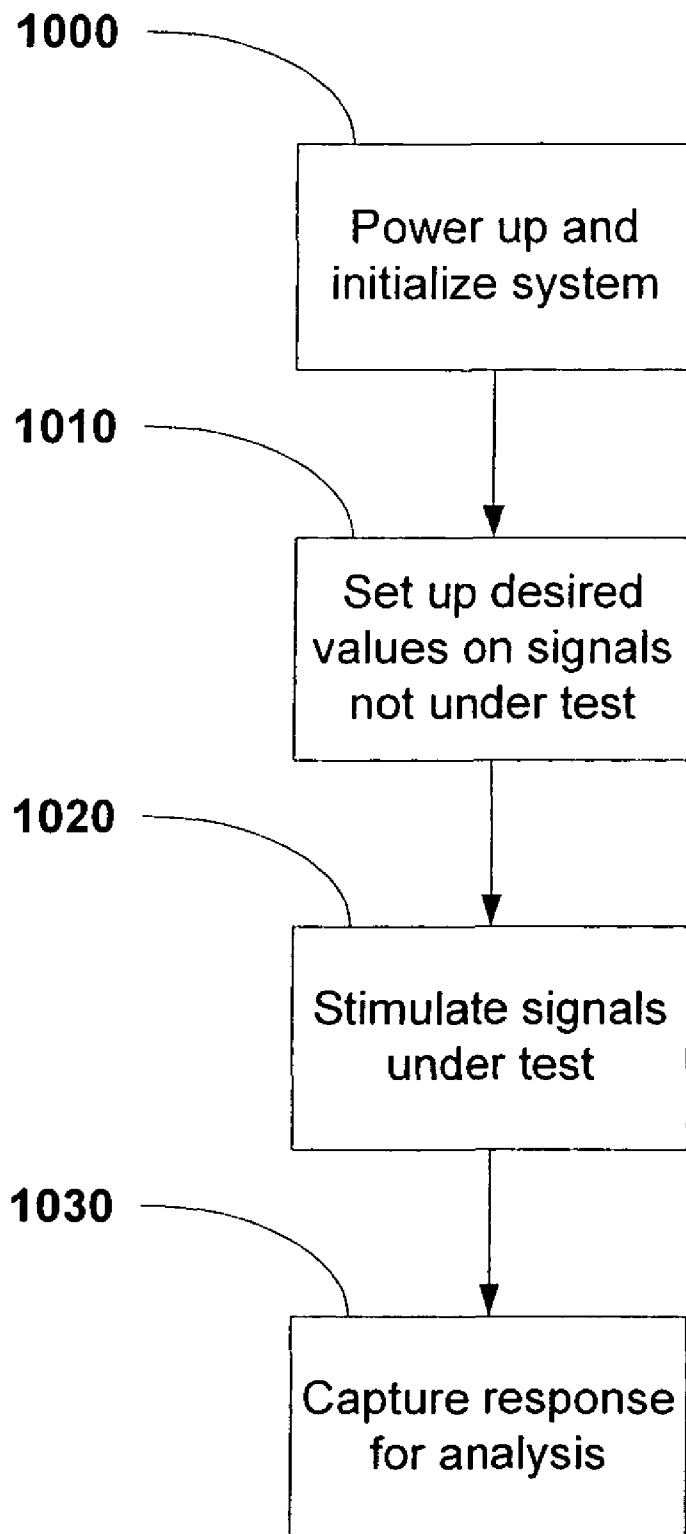 1000
Power up and
initialize system
1010
Set up desired
values on signals
not under test
1020
Stimulate signals
under test
1030
Capture response
for analysis